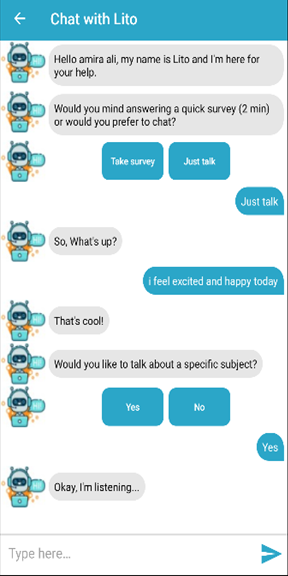 Chat with Lito
Hello amira ali, my name is Lito and I'm here for
your help.
Would you mind answering a quick survey (2 min)
or would you prefer to chat?
Take survey
Just talk
Just talk
So, What's up?
i feel excited and happy today
That's cool!
Would you like to talk about a specific subject?
Yes
No
Yes
Okay, I'm listening...
Type here...